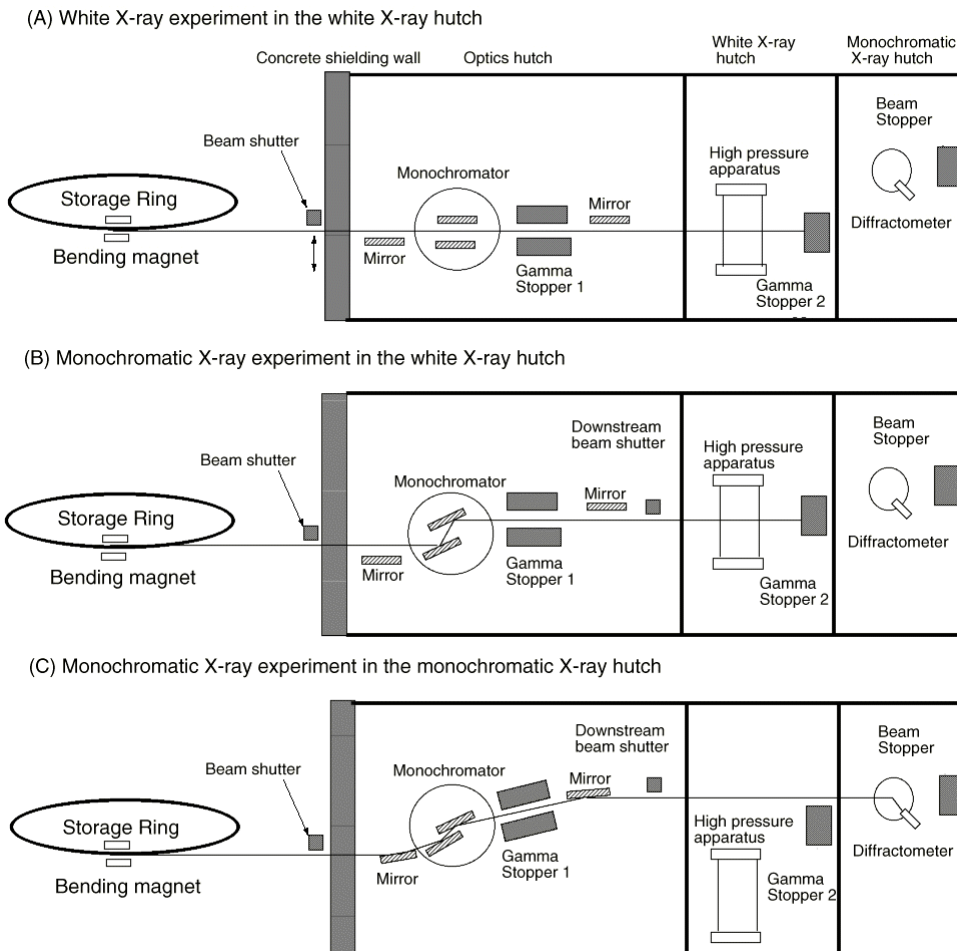 (A) White X-ray experiment in the white X-ray hutch
Concrete shielding wall
Optics hutch
White X-ray
hutch
Monochromatic
X-ray hutch
Beam shutter
Storage Ring
Bending magnet
Mirror
Monochromator
Gamma
Stopper 1
Mirror
High pressure
apparatus
Gamma
Stopper 2
Beam
Stopper
Diffractometer
(B) Monochromatic X-ray experiment in the white X-ray hutch
Beam shutter
Storage Ring
Bending magnet
Mirror
Monochromator
Gamma
Stopper 1
Mirror
Downstream
beam shutter
High pressure
apparatus
Gamma
Stopper 2
Beam
Stopper
Diffractometer
(C) Monochromatic X-ray experiment in the monochromatic X-ray hutch
Beam shutter
Storage Ring
Bending magnet
Mirror
Monochromator
Gamma
Stopper 1
Mirror
Downstream
beam shutter
High pressure
apparatus
Gamma
Stopper 2
Beam
Stopper
Diffractometer